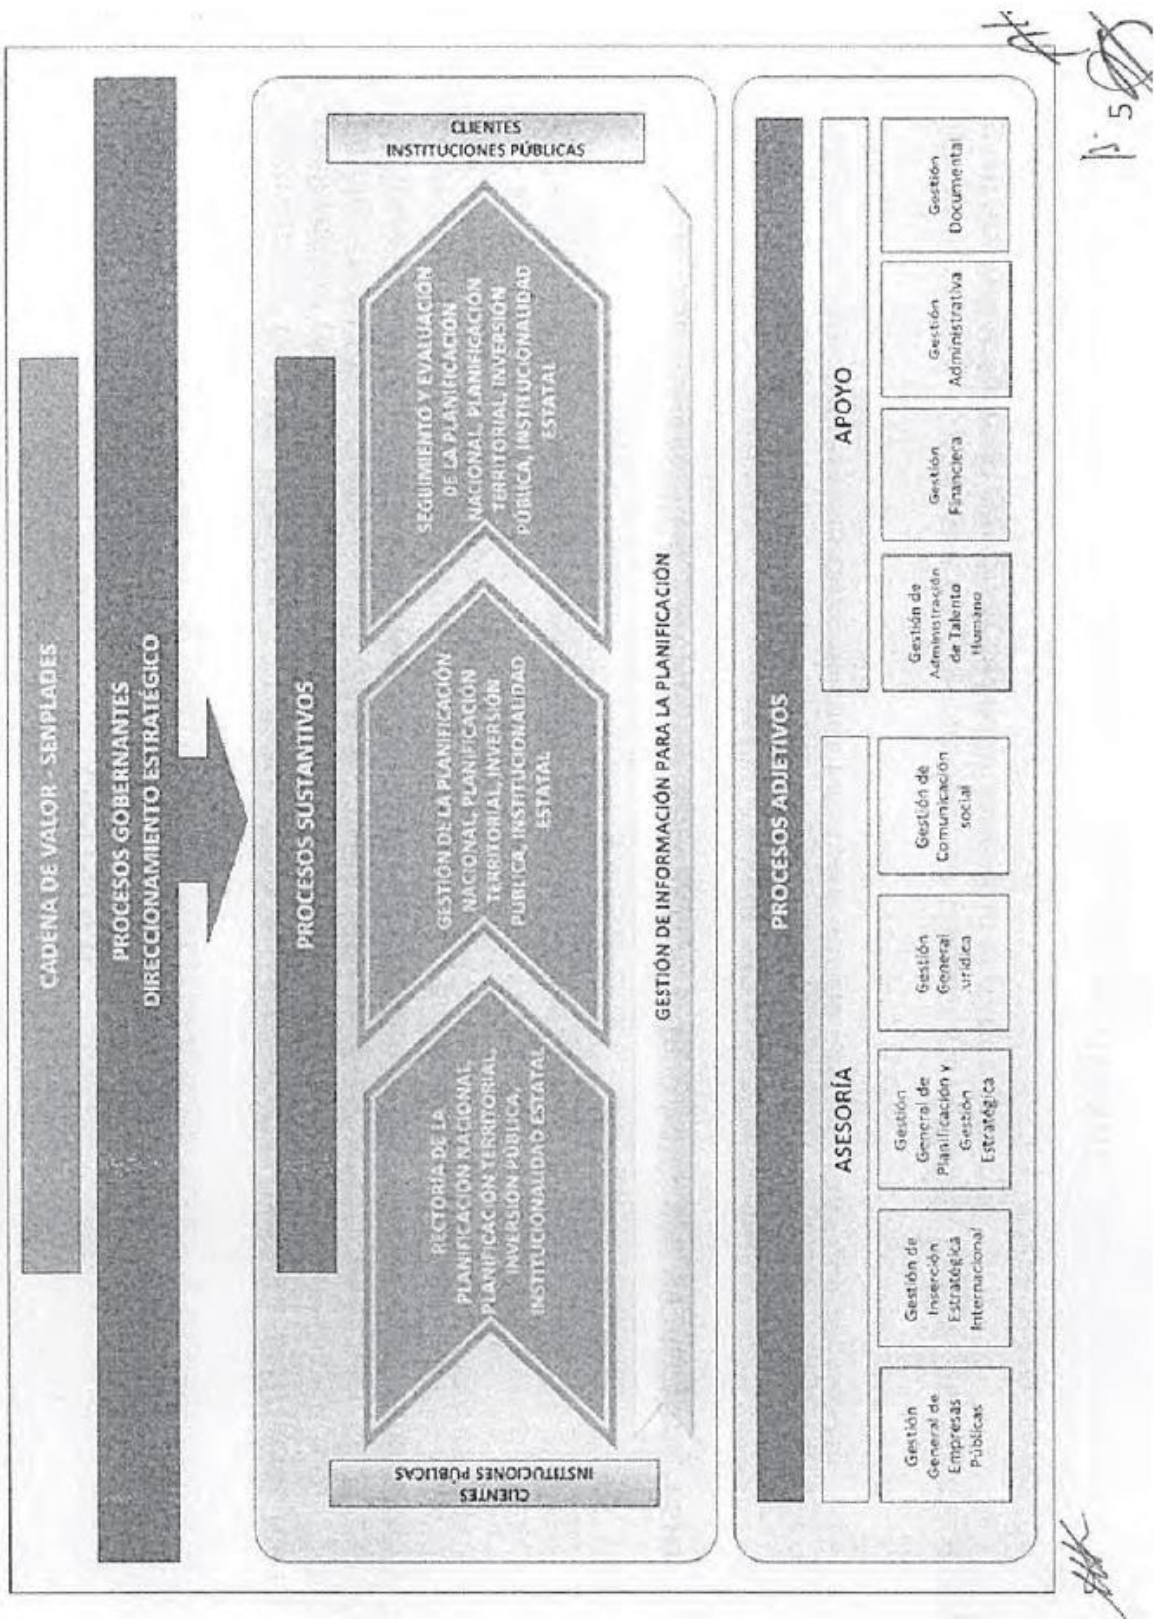 CADENA DE VALOR - SENPLADES
PROCESOS GOBERNANTES
DIRECCIONAMIENTO ESTRATÉGICO
PROCESOS SUSTANTIVOS
CLIENTES
INSTITUCIONES PÚBLICAS
RECTORÍA DE LA
PLANIFICACIÓN NACIONAL,
PLANIFICACIÓN TERRITORIAL,
INVERSIÓN PÚBLICA,
INSTITUCIONALIDAD ESTATAL
GESTIÓN DE LA PLANIFICACIÓN
NACIONAL, PLANIFICACIÓN
TERRITORIAL, INVERSIÓN
PÚBLICA, INSTITUCIONALIDAD
ESTATAL
SEGUIMIENTO Y EVALUACIÓN
DE LA PLANIFICACIÓN
NACIONAL, PLANIFICACIÓN
TERRITORIAL, INVERSIÓN
PÚBLICA, INSTITUCIONALIDAD
ESTATAL
CLIENTES
INSTITUCIONES PÚBLICAS
GESTIÓN DE INFORMACIÓN PARA LA PLANIFICACIÓN
PROCESOS ADJETIVOS
ASESORÍA
Gestión
General de
Empresas
Públicas
Gestión de
Inserción
Estratégica
Internacional
Gestión
General de
Planificación y
Gestión
Estratégica
Gestión
General
Jurídica
Gestión de
Comunicación
social
APOYO
Gestión de
Administración
de Talento
Humano
Gestión
Financiera
Gestión
Administrativa
Gestión
Documental
5